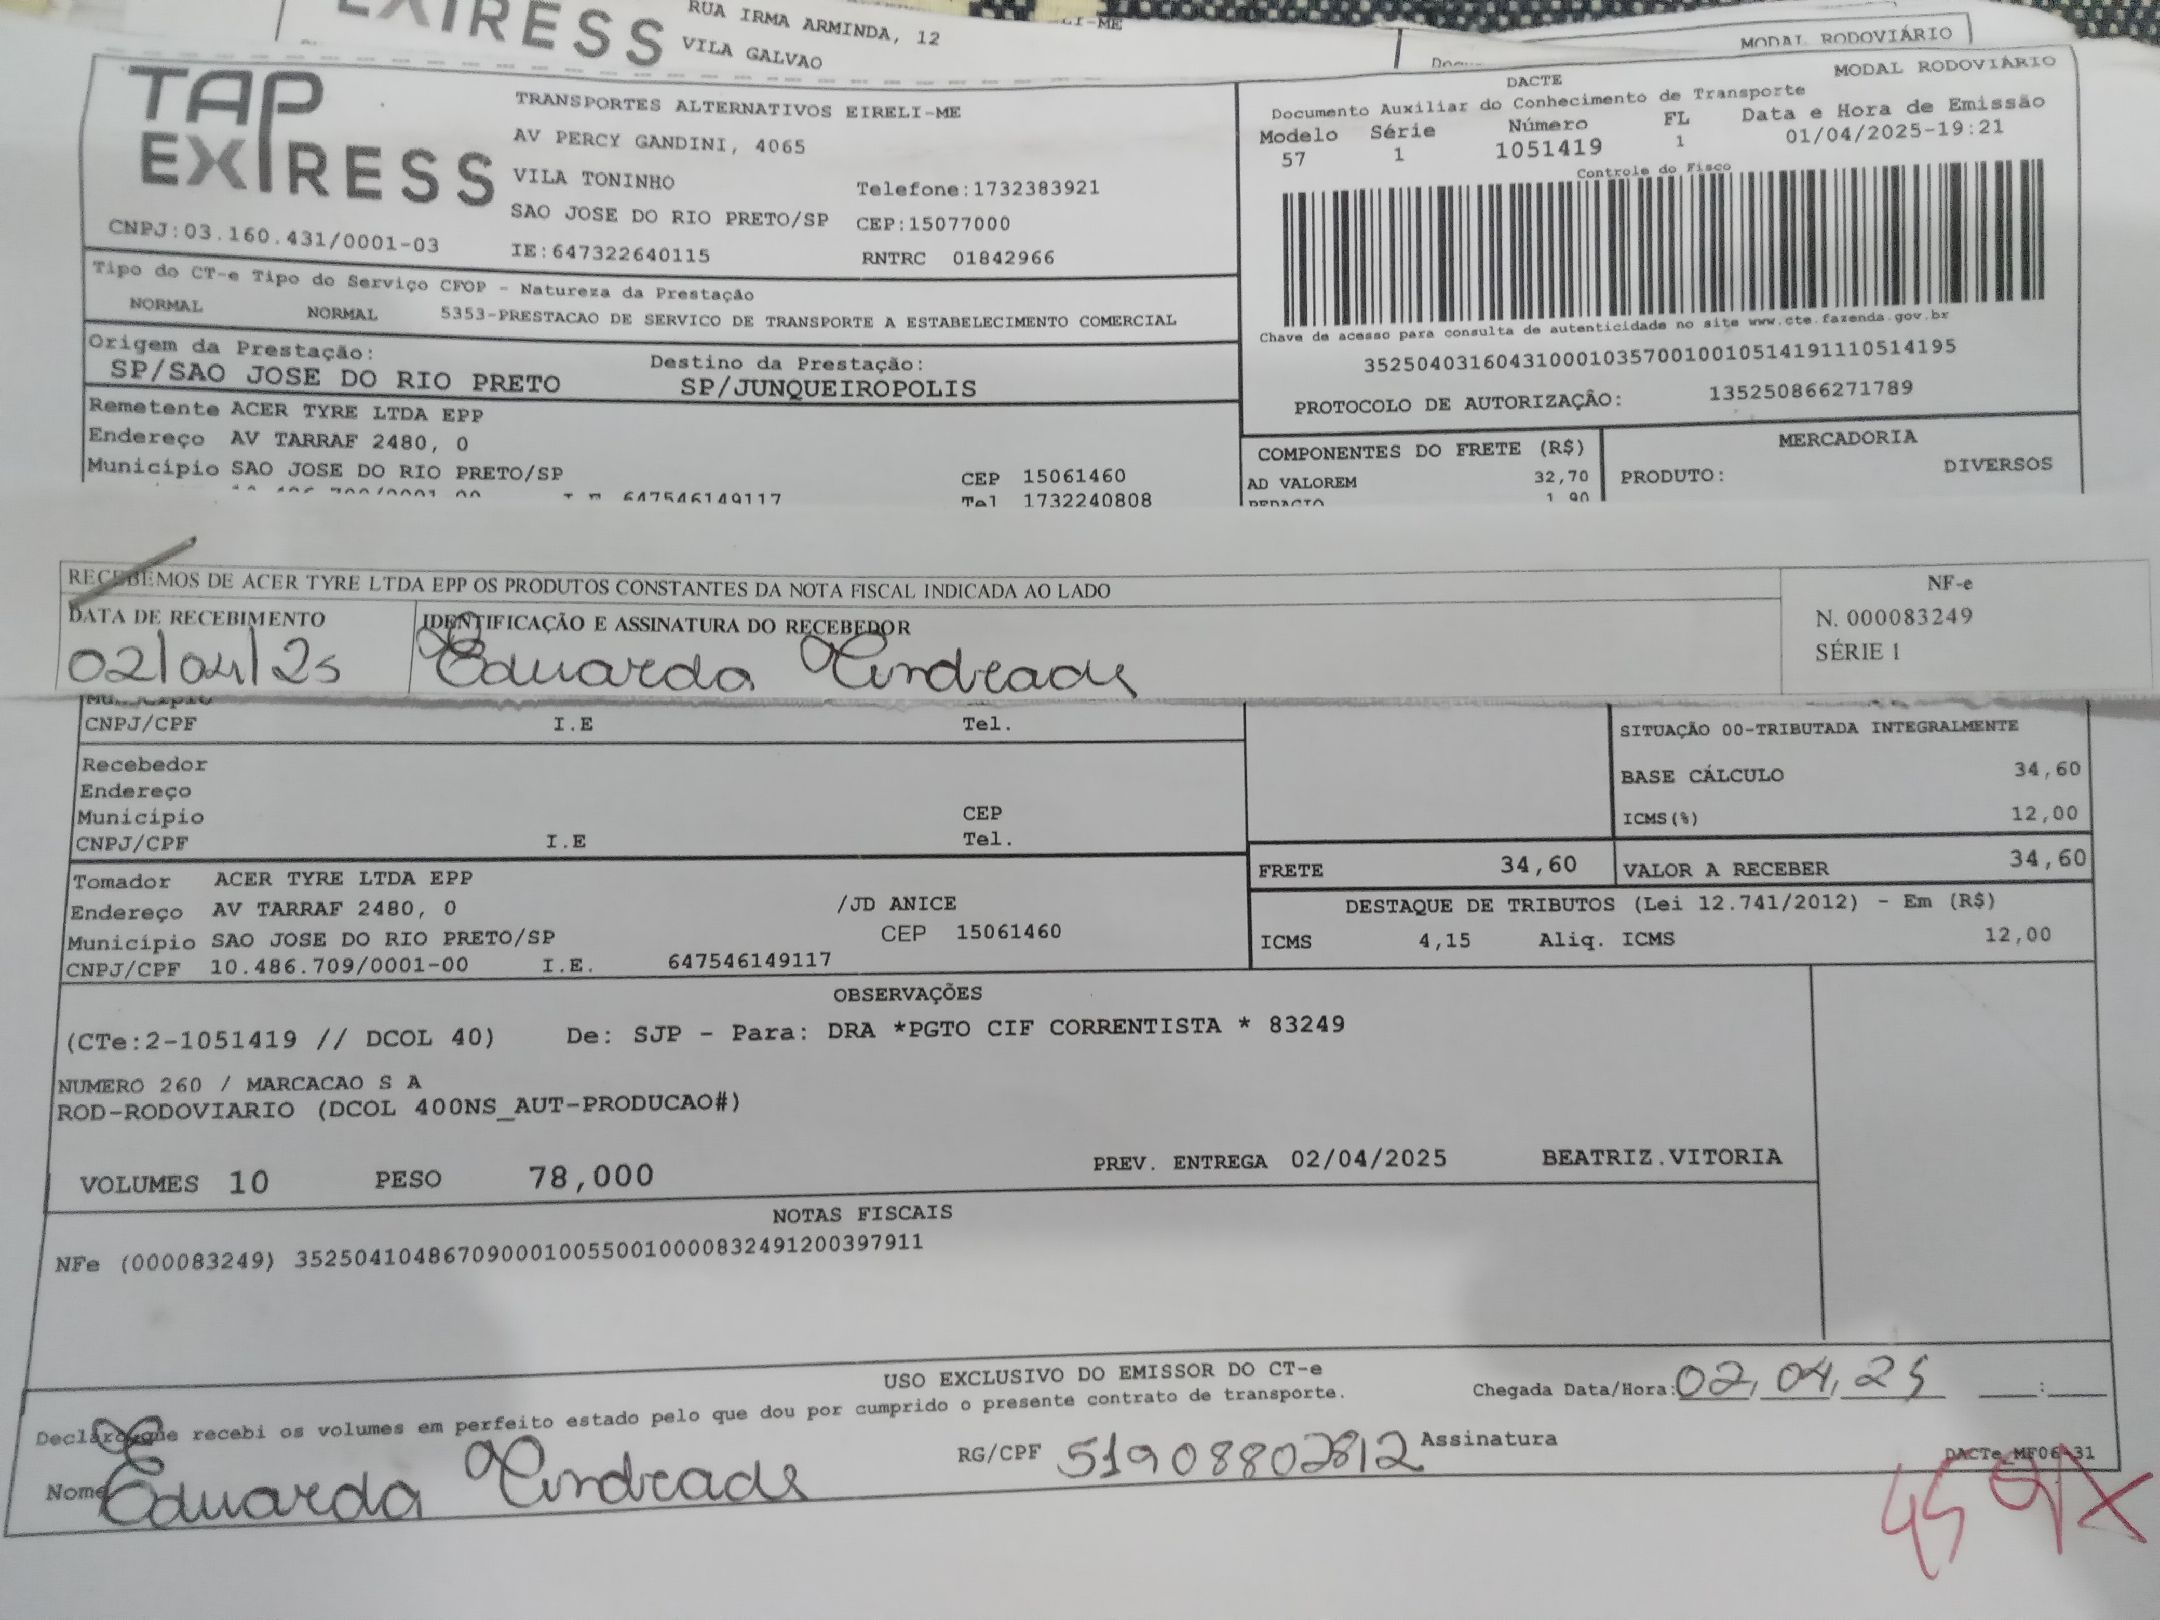 EXPRESS
RUA IRMA ARMINDA, 12
VILA GALVAO
LI-ME
MODAL RODOVIÁRIO
TAP EXPRESS
CNPJ:03.160.431/0001-03
TRANSPORTES ALTERNATIVOS EIRELI-ME
AV PERCY GANDINI, 4065
VILA TONINHO
Telefone:1732383921
SAO JOSE DO RIO PRETO/SP CEP:15077000
IE:647322640115 RNTRC 01842966
DACTE
MODAL RODOVIÁRIO
Documento Auxiliar do Conhecimento de Transporte
Modelo Série Número FL Data e Hora de Emissão
57 1 1051419 1 01/04/2025-19:21
Controle do Fisco
Chave de acesso para consulta de autenticidade no site www.cte.fazenda.gov.br
35250403160431000103570010010514191110514195
PROTOCOLO DE AUTORIZAÇÃO: 135250866271789
Tipo do CT-e Tipo do Serviço CFOP - Natureza da Prestação
NORMAL NORMAL 5353-PRESTACAO DE SERVICO DE TRANSPORTE A ESTABELECIMENTO COMERCIAL
Origem da Prestação: Destino da Prestação:
SP/SAO JOSE DO RIO PRETO SP/JUNQUEIROPOLIS
Remetente ACER TYRE LTDA EPP
Endereço AV TARRAF 2480, 0
Município SAO JOSE DO RIO PRETO/SP CEP 15061460
647546149117 Tel 1732240808
COMPONENTES DO FRETE (R$)
AD VALOREM 32,70
1,90
MERCADORIA
PRODUTO: DIVERSOS
RECEBEMOS DE ACER TYRE LTDA EPP OS PRODUTOS CONSTANTES DA NOTA FISCAL INDICADA AO LADO
DATA DE RECEBIMENTO IDENTIFICAÇÃO E ASSINATURA DO RECEBEDOR
02/04/25 Eduarda Andrade
NF-e
N. 000083249
SÉRIE 1
Município
CNPJ/CPF I.E Tel.
Recebedor
Endereço
Município CEP
CNPJ/CPF I.E Tel.
SITUAÇÃO 00-TRIBUTADA INTEGRALMENTE
BASE CÁLCULO 34,60
ICMS(%) 12,00
FRETE 34,60 VALOR A RECEBER 34,60
DESTAQUE DE TRIBUTOS (Lei 12.741/2012) - Em (R$)
ICMS 4,15 Aliq. ICMS 12,00
Tomador ACER TYRE LTDA EPP
Endereço AV TARRAF 2480, 0 /JD ANICE
Município SAO JOSE DO RIO PRETO/SP CEP 15061460
CNPJ/CPF 10.486.709/0001-00 I.E. 647546149117
OBSERVAÇÕES
(CTe:2-1051419 // DCOL 40) De: SJP - Para: DRA *PGTO CIF CORRENTISTA * 83249
NUMERO 260 / MARCACAO S A
ROD-RODOVIARIO (DCOL 400NS_AUT-PRODUCAO#)
VOLUMES 10 PESO 78,000 PREV. ENTREGA 02/04/2025 BEATRIZ.VITORIA
NOTAS FISCAIS
NFe (000083249) 35250410486709000100550010000832491200397911
USO EXCLUSIVO DO EMISSOR DO CT-e
Declaro que recebi os volumes em perfeito estado pelo que dou por cumprido o presente contrato de transporte.
Chegada Data/Hora: 02,04,25 __:__
Nome Eduarda Andrade RG/CPF 51908802812 Assinatura
DACTe_MF06-31